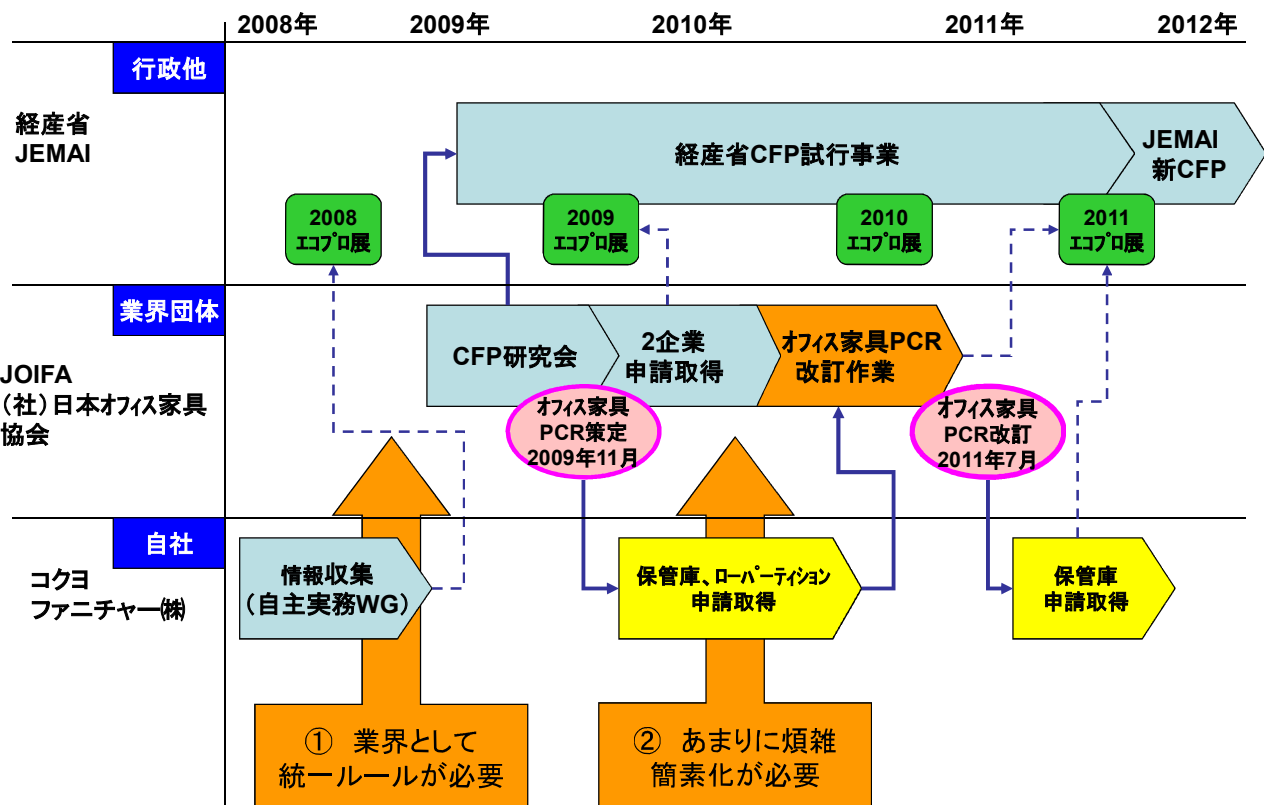 2008年
2009年
2010年
2011年
2012年
行政他
経産省
JEMAI
経産省CFP試行事業
JEMAI
新CFP
2008
エコプロ展
2009
エコプロ展
2010
エコプロ展
2011
エコプロ展
業界団体
JOIFA
（社）日本オフィス家具
協会
CFP研究会
2企業
申請取得
オフィス家具PCR
改訂作業
オフィス家具
PCR策定
2009年11月
オフィス家具
PCR改訂
2011年7月
自社
コクヨ
ファニチャー㈱
情報収集
（自主実務WG）
保管庫、ローパーティション
申請取得
保管庫
申請取得
① 業界として
統一ルールが必要
② あまりに煩雑
簡素化が必要